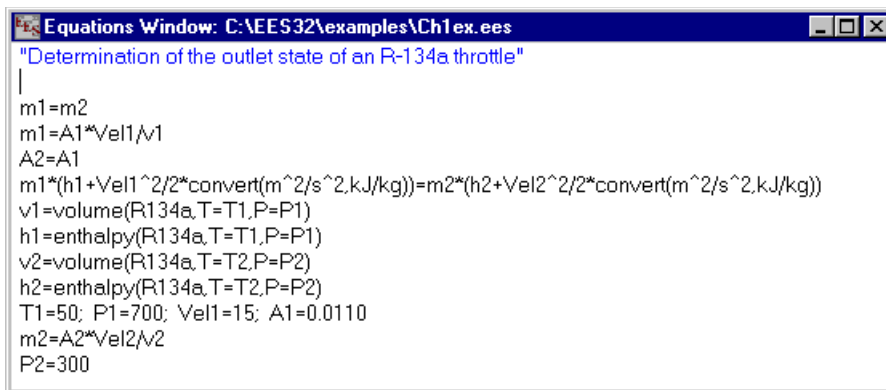 Equations Window: C:\EES32\examples\Ch1ex.ees
"Determination of the outlet state of an R-134a throttle"
m1=m2
m1=A1*Vel1/v1
A2=A1
m1*(h1+Vel1^2/2*convert(m^2/s^2,kJ/kg))=m2*(h2+Vel2^2/2*convert(m^2/s^2,kJ/kg))
v1=volume(R134a,T=T1,P=P1)
h1=enthalpy(R134a,T=T1,P=P1)
v2=volume(R134a,T=T2,P=P2)
h2=enthalpy(R134a,T=T2,P=P2)
T1=50; P1=700; Vel1=15; A1=0.0110
m2=A2*Vel2/v2
P2=300